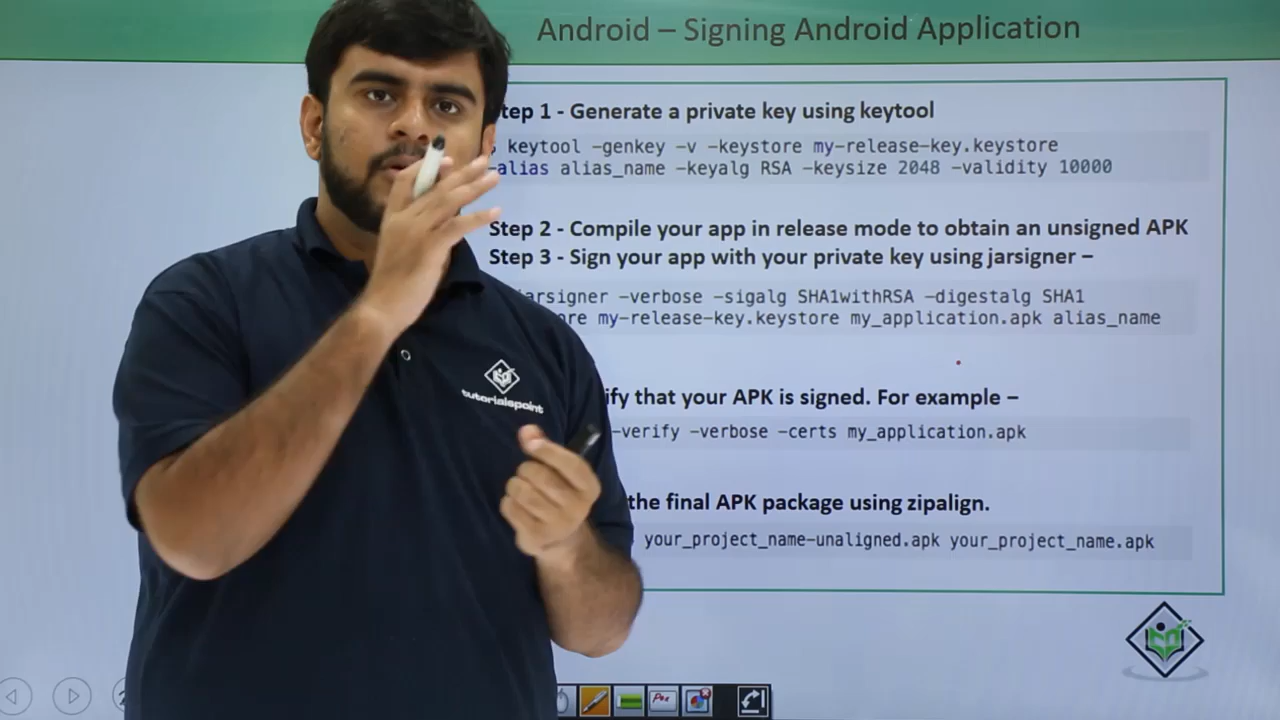 Android – Signing Android Application
tep 1 - Generate a private key using keytool
keytool –genkey –v –keystore my–release–key.keystore
–alias alias_name –keyalg RSA –keysize 2048 –validity 10000
Step 2 - Compile your app in release mode to obtain an unsigned APK
Step 3 - Sign your app with your private key using jarsigner –
arsigner –verbose –sigalg SHA1withRSA –digestalg SHA1
re my–release–key.keystore my_application.apk alias_name
ify that your APK is signed. For example –
–verify –verbose –certs my_application.apk
the final APK package using zipalign.
your_project_name–unaligned.apk your_project_name.apk
tutorialspoint